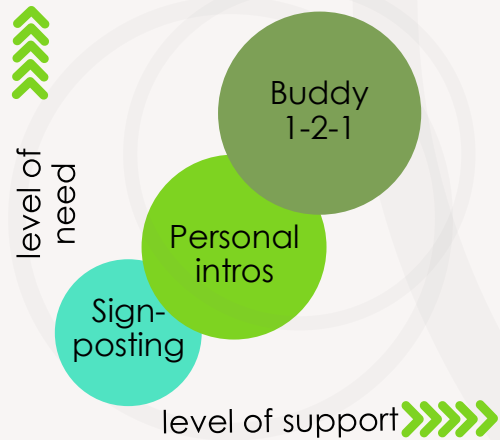 Buddy
1-2-1
level of
need
Personal
intros
Sign-
posting
level of support